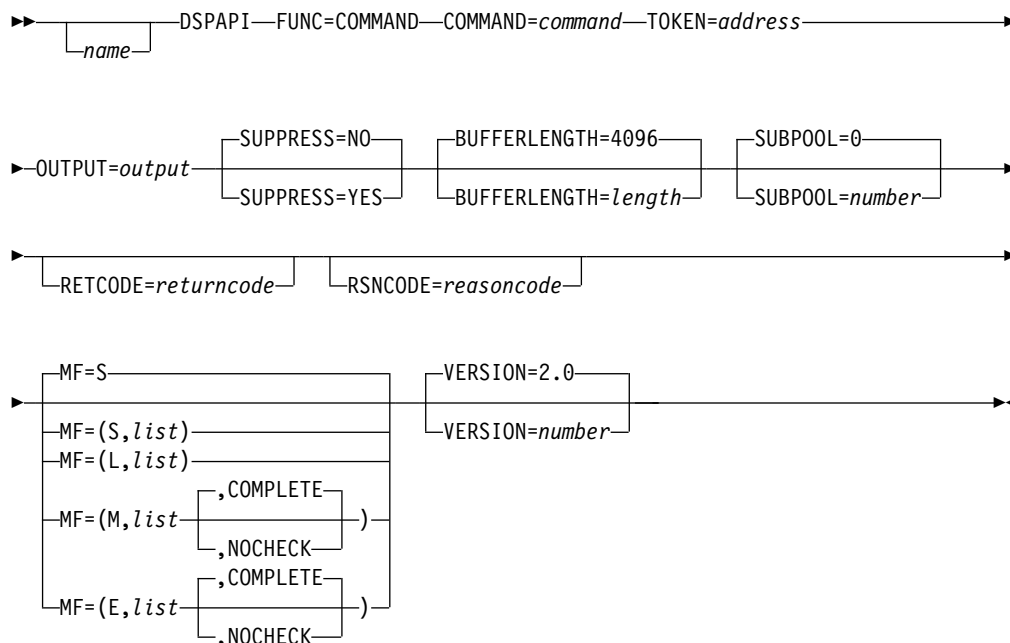 DSPAPI FUNC=COMMAND COMMAND=command TOKEN=address
name
SUPPRESS=NO BUFFERLENGTH=4096 SUBPOOL=0
OUTPUT=output
SUPPRESS=YES BUFFERLENGTH=length SUBPOOL=number
RETCODE=returncode RSNCODE=reasoncode
MF=S VERSION=2.0
MF=(S,list) VERSION=number
MF=(L,list)
,COMPLETE
MF=(M,list )
,NOCHECK
,COMPLETE
MF=(E,list )
,NOCHECK